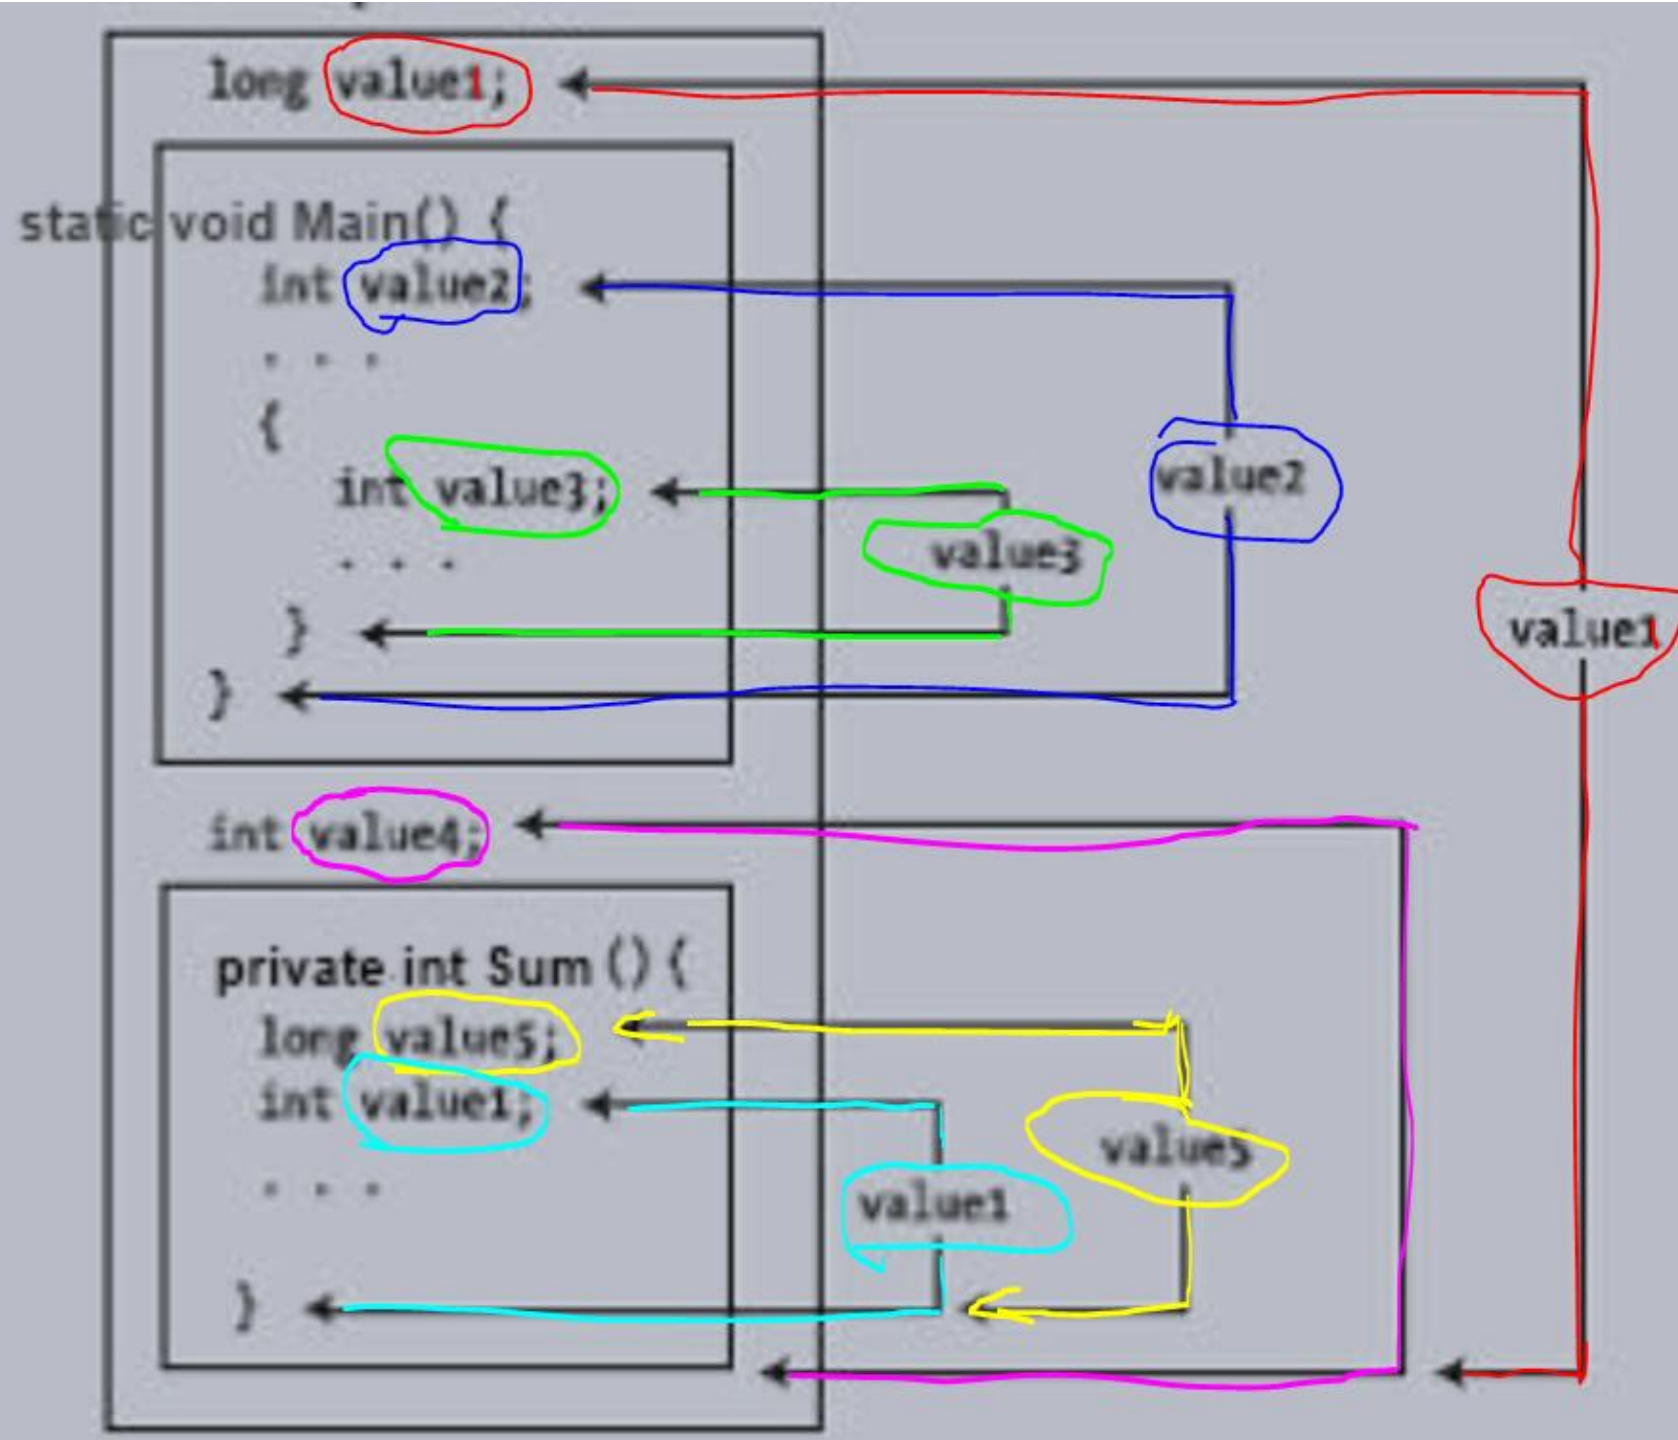 long value1;
static void Main() {
int value2;
. . .
{
int value3;
value3
value2
value1
. . .
}
}
int value4;
private int Sum () {
long value5;
int value1;
value5
value1
. . .
}